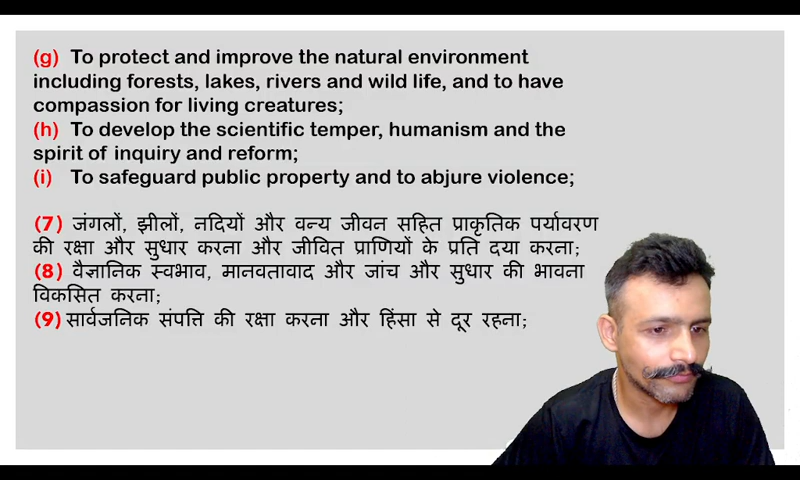 (g) To protect and improve the natural environment
including forests, lakes, rivers and wild life, and to have
compassion for living creatures;
(h) To develop the scientific temper, humanism and the
spirit of inquiry and reform;
(i) To safeguard public property and to abjure violence;
(7) जंगलों, झीलों, नदियों और वन्य जीवन सहित प्राकृतिक पर्यावरण
की रक्षा और सुधार करना और जीवित प्राणियों के प्रति दया करना;
(8) वैज्ञानिक स्वभाव, मानवतावाद और जांच और सुधार की भावना
विकसित करना;
(9) सार्वजनिक संपत्ति की रक्षा करना और हिंसा से दूर रहना;